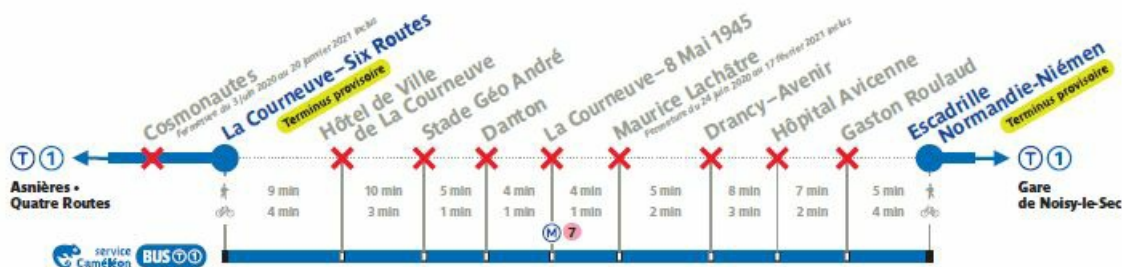 Cosmonautes
Fermeture du 3 juin 2020 au 20 janvier 2021 inclus
La Courneuve–Six Routes
Terminus provisoire
Hôtel de Ville
de La Courneuve
Stade Géo André
Danton
La Courneuve–8 Mai 1945
Maurice Lachâtre
Fermeture du 24 juin 2020 au 17 février 2021 inclus
Drancy–Avenir
Hôpital Avicenne
Gaston Roulaud
Escadrille
Normandie-Niémen
Terminus provisoire
T 1
Asnières •
Quatre Routes
T 1
Gare
de Noisy-le-Sec
9 min 10 min 5 min 4 min 4 min 5 min 8 min 7 min 5 min
4 min 3 min 1 min 1 min 1 min 2 min 3 min 2 min 4 min
M 7
service
Caméléon
BUS T 1